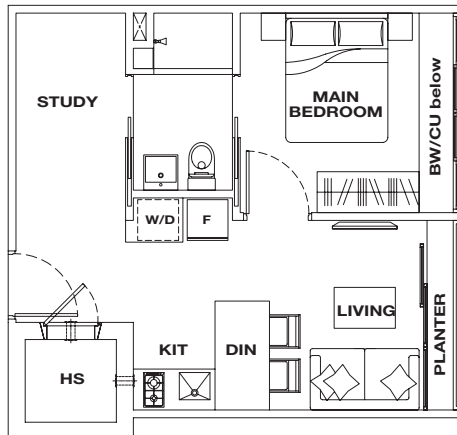 STUDY
MAIN
BEDROOM
BW/CU below
W/D
F
LIVING
PLANTER
KIT
DIN
HS